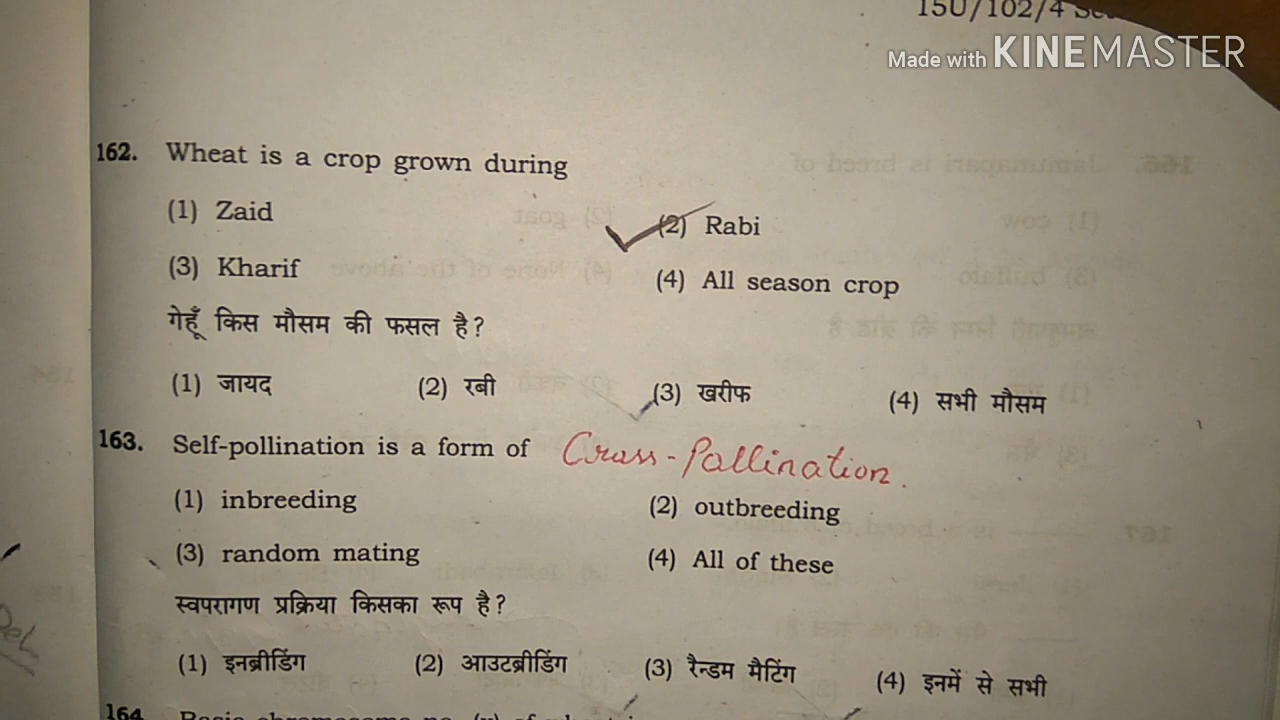 15U/102/4
Made with KINEMASTER
162. Wheat is a crop grown during
(1) Zaid (2) Rabi
(3) Kharif (4) All season crop
गेहूँ किस मौसम की फसल है?
(1) जायद (2) रबी (3) खरीफ (4) सभी मौसम
163. Self-pollination is a form of Cross-Pollination.
(1) inbreeding (2) outbreeding
(3) random mating (4) All of these
स्वपरागण प्रक्रिया किसका रूप है?
(1) इनब्रीडिंग (2) आउटब्रीडिंग (3) रैन्डम मैटिंग (4) इनमें से सभी
164.